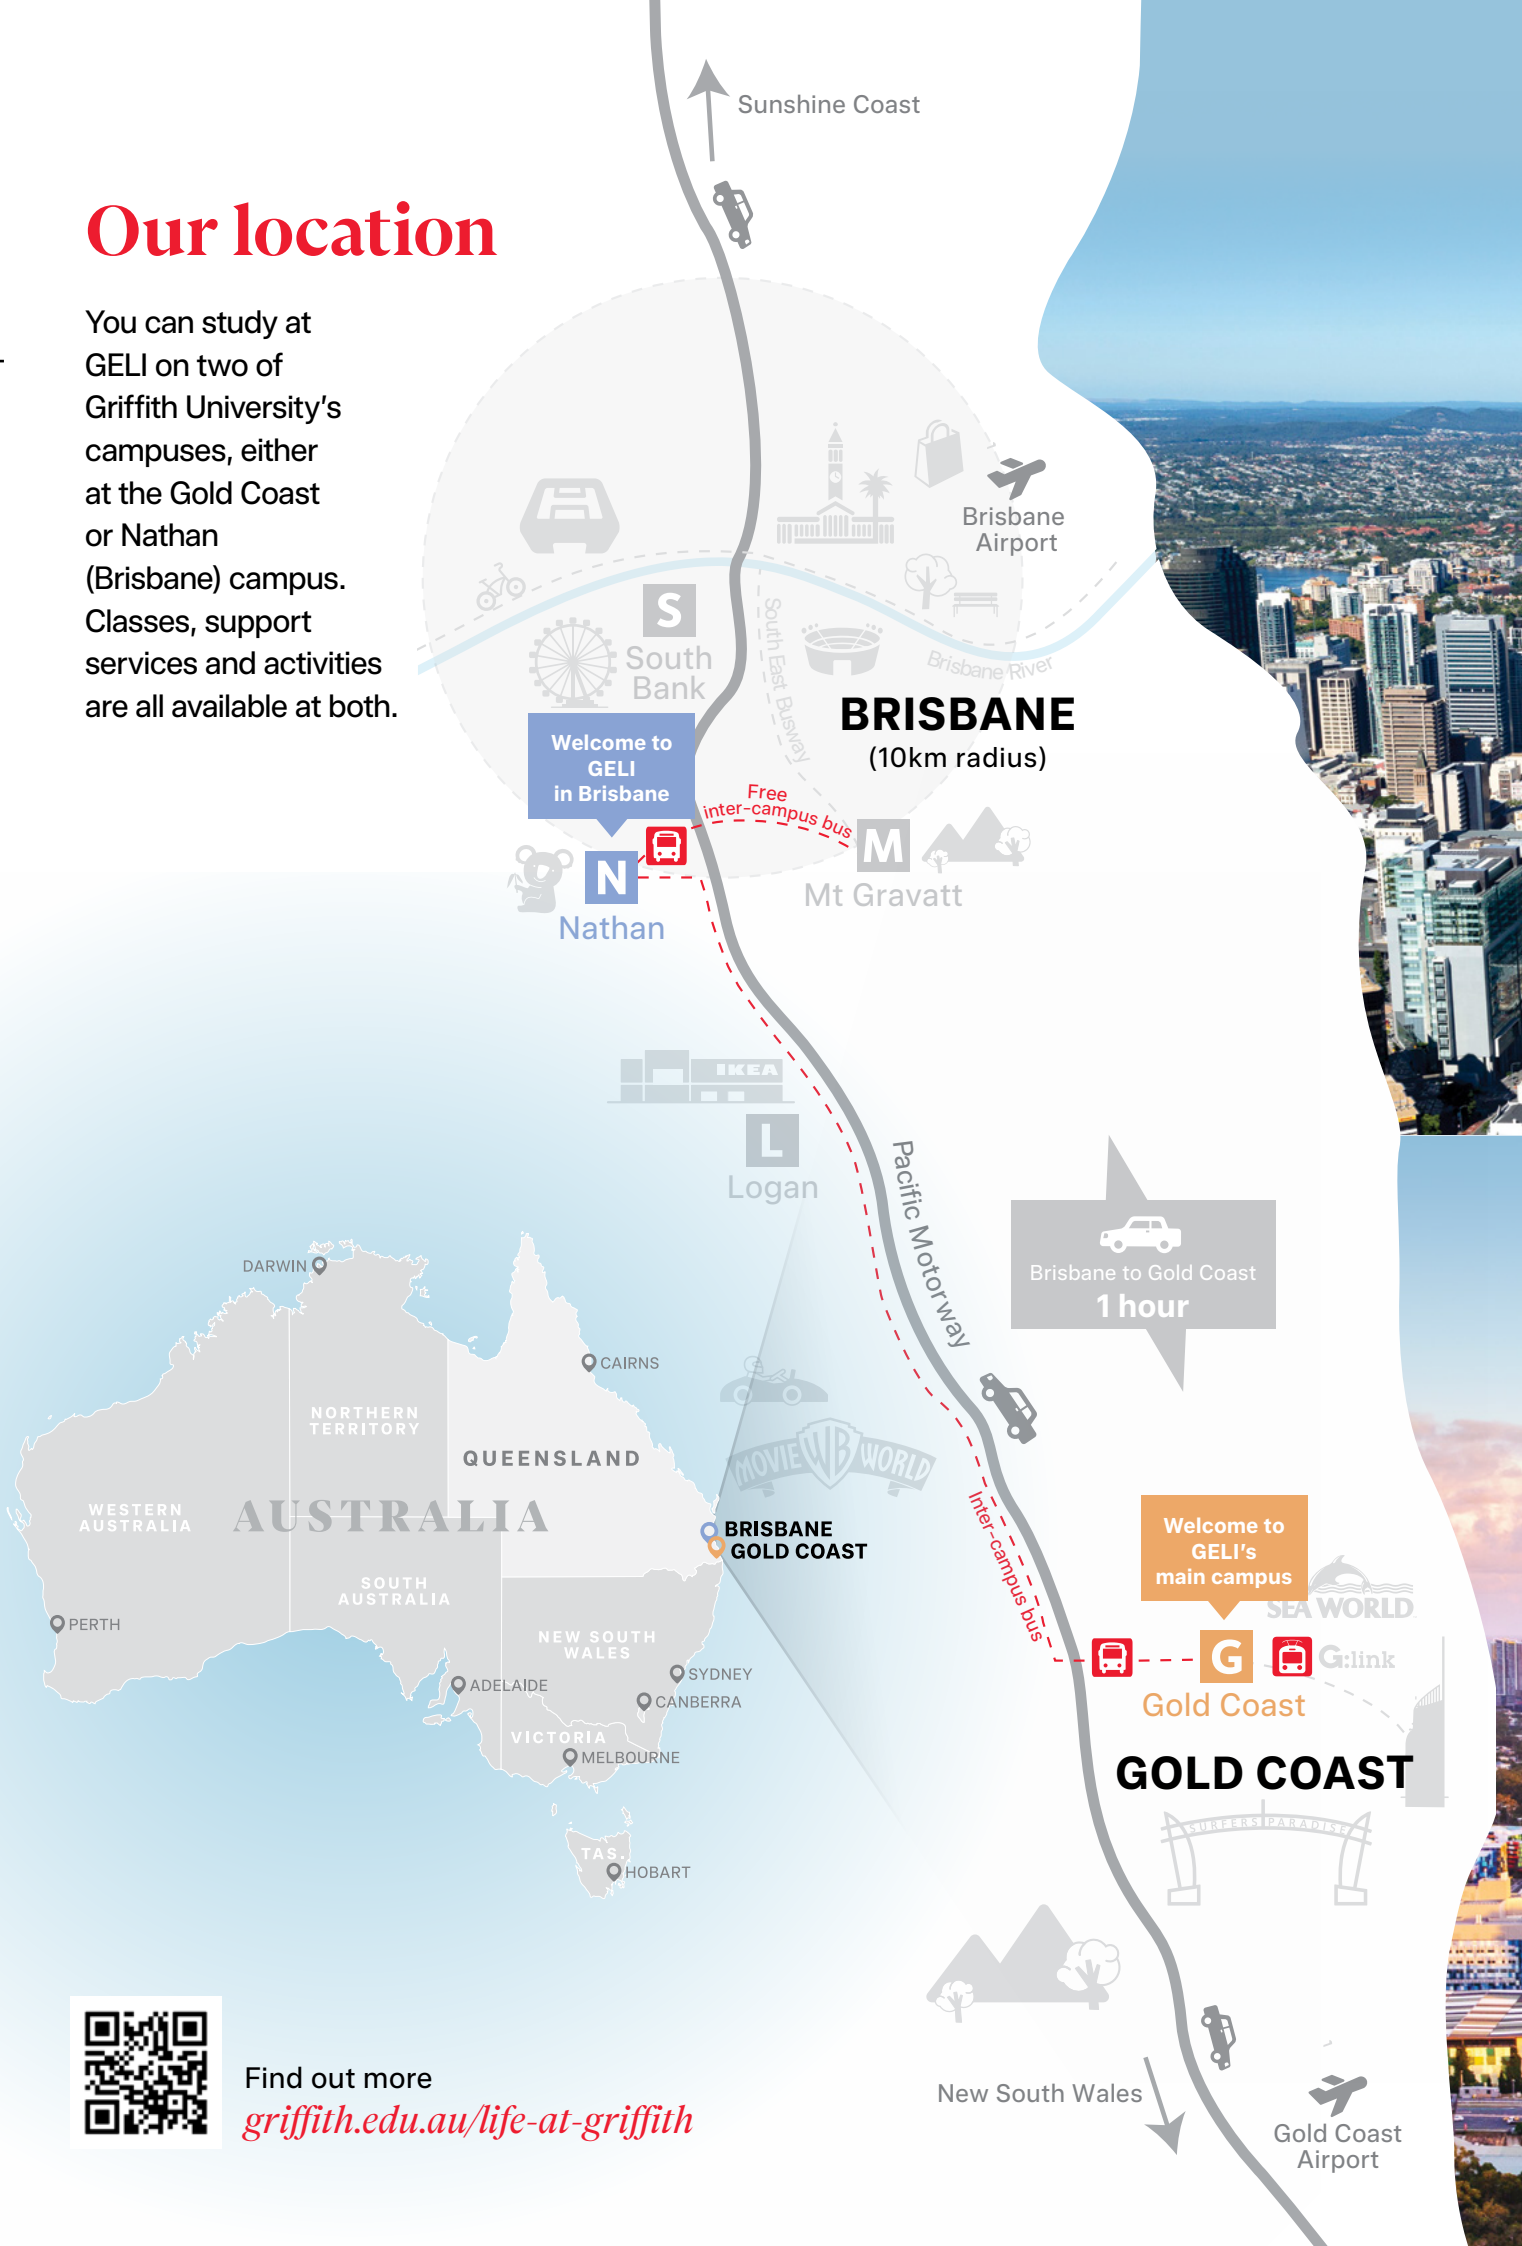 Sunshine Coast
Our location
You can study at
GELI on two of
Griffith University's
campuses, either
at the Gold Coast
or Nathan
(Brisbane) campus.
Classes, support
services and activities
are all available at both.
Brisbane
Airport
S
South
Bank
South East Busway
Brisbane River
BRISBANE
(10km radius)
Welcome to
GELI
in Brisbane
Free
inter-campus bus
N
Nathan
M
Mt Gravatt
IKEA
L
Logan
Pacific Motorway
Brisbane to Gold Coast
1 hour
DARWIN
CAIRNS
NORTHERN
TERRITORY
QUEENSLAND
WESTERN
AUSTRALIA
AUSTRALIA
MOVIE WB WORLD
BRISBANE
GOLD COAST
SOUTH
AUSTRALIA
PERTH
NEW SOUTH
WALES
SYDNEY
ADELAIDE
CANBERRA
VICTORIA
MELBOURNE
TAS.
HOBART
Inter-campus bus
Welcome to
GELI's
main campus
SEA WORLD
G
G:link
Gold Coast
GOLD COAST
SURFERS PARADISE
New South Wales
Gold Coast
Airport
Find out more
griffith.edu.au/life-at-griffith